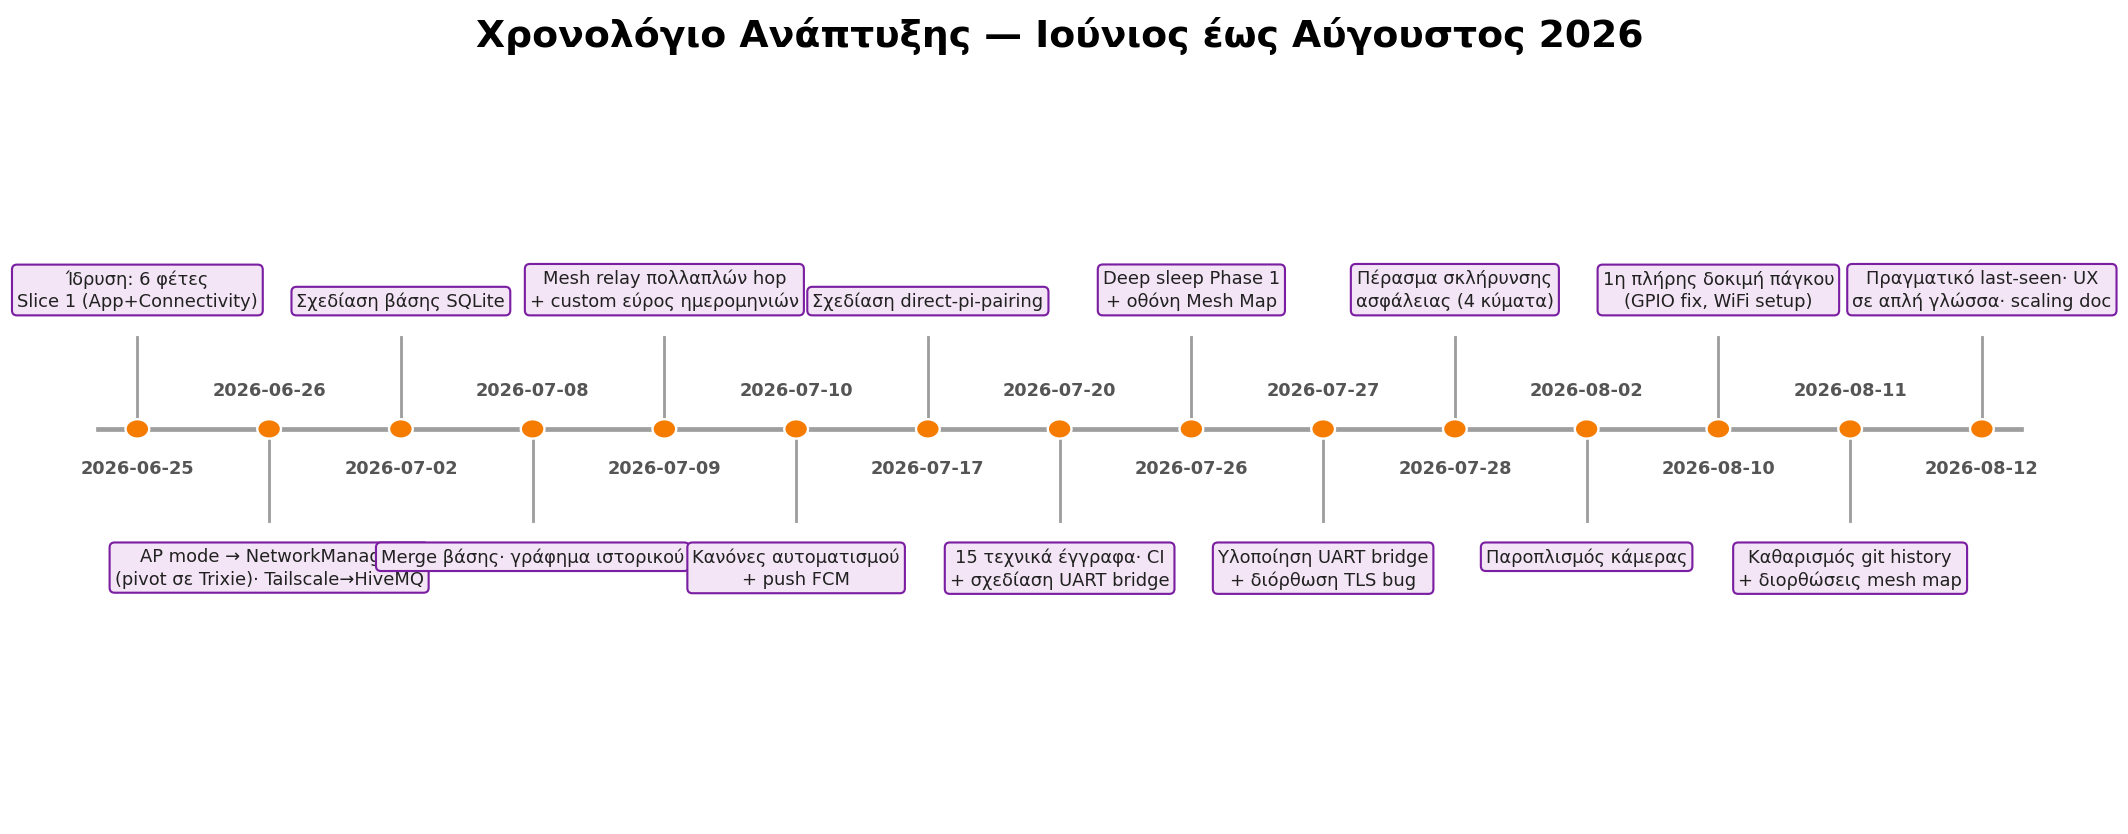 Χρονολόγιο Ανάπτυξης — Ιούνιος έως Αύγουστος 2026
Ίδρυση: 6 φέτες
Slice 1 (App+Connectivity)
Σχεδίαση βάσης SQLite
Mesh relay πολλαπλών hop
+ custom εύρος ημερομηνιών
Σχεδίαση direct-pi-pairing
Deep sleep Phase 1
+ οθόνη Mesh Map
Πέρασμα σκλήρυνσης
ασφάλειας (4 κύματα)
1η πλήρης δοκιμή πάγκου
(GPIO fix, WiFi setup)
Πραγματικό last-seen· UX
σε απλή γλώσσα· scaling doc
2026-06-26 2026-07-08 2026-07-10 2026-07-20 2026-07-27 2026-08-02 2026-08-11
2026-06-25 2026-07-02 2026-07-09 2026-07-17 2026-07-26 2026-07-28 2026-08-10 2026-08-12
AP mode → NetworkManag
(pivot σε Trixie)· Tailscale→HiveMQ
Merge βάσης· γράφημα ιστορικού
Κανόνες αυτοματισμού
+ push FCM
15 τεχνικά έγγραφα· CI
+ σχεδίαση UART bridge
Υλοποίηση UART bridge
+ διόρθωση TLS bug
Παροπλισμός κάμερας
Καθαρισμός git history
+ διορθώσεις mesh map